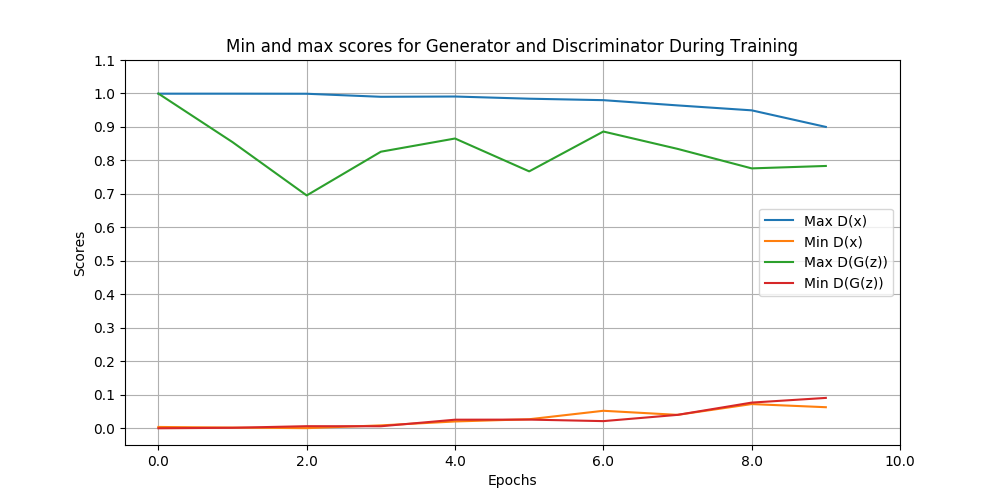 Min and max scores for Generator and Discriminator During Training
1.1
1.0
0.9
0.8
0.7
0.6
0.5
0.4
0.3
0.2
0.1
0.0
Scores
Max D(x)
Min D(x)
Max D(G(z))
Min D(G(z))
0.0 2.0 4.0 6.0 8.0 10.0
Epochs